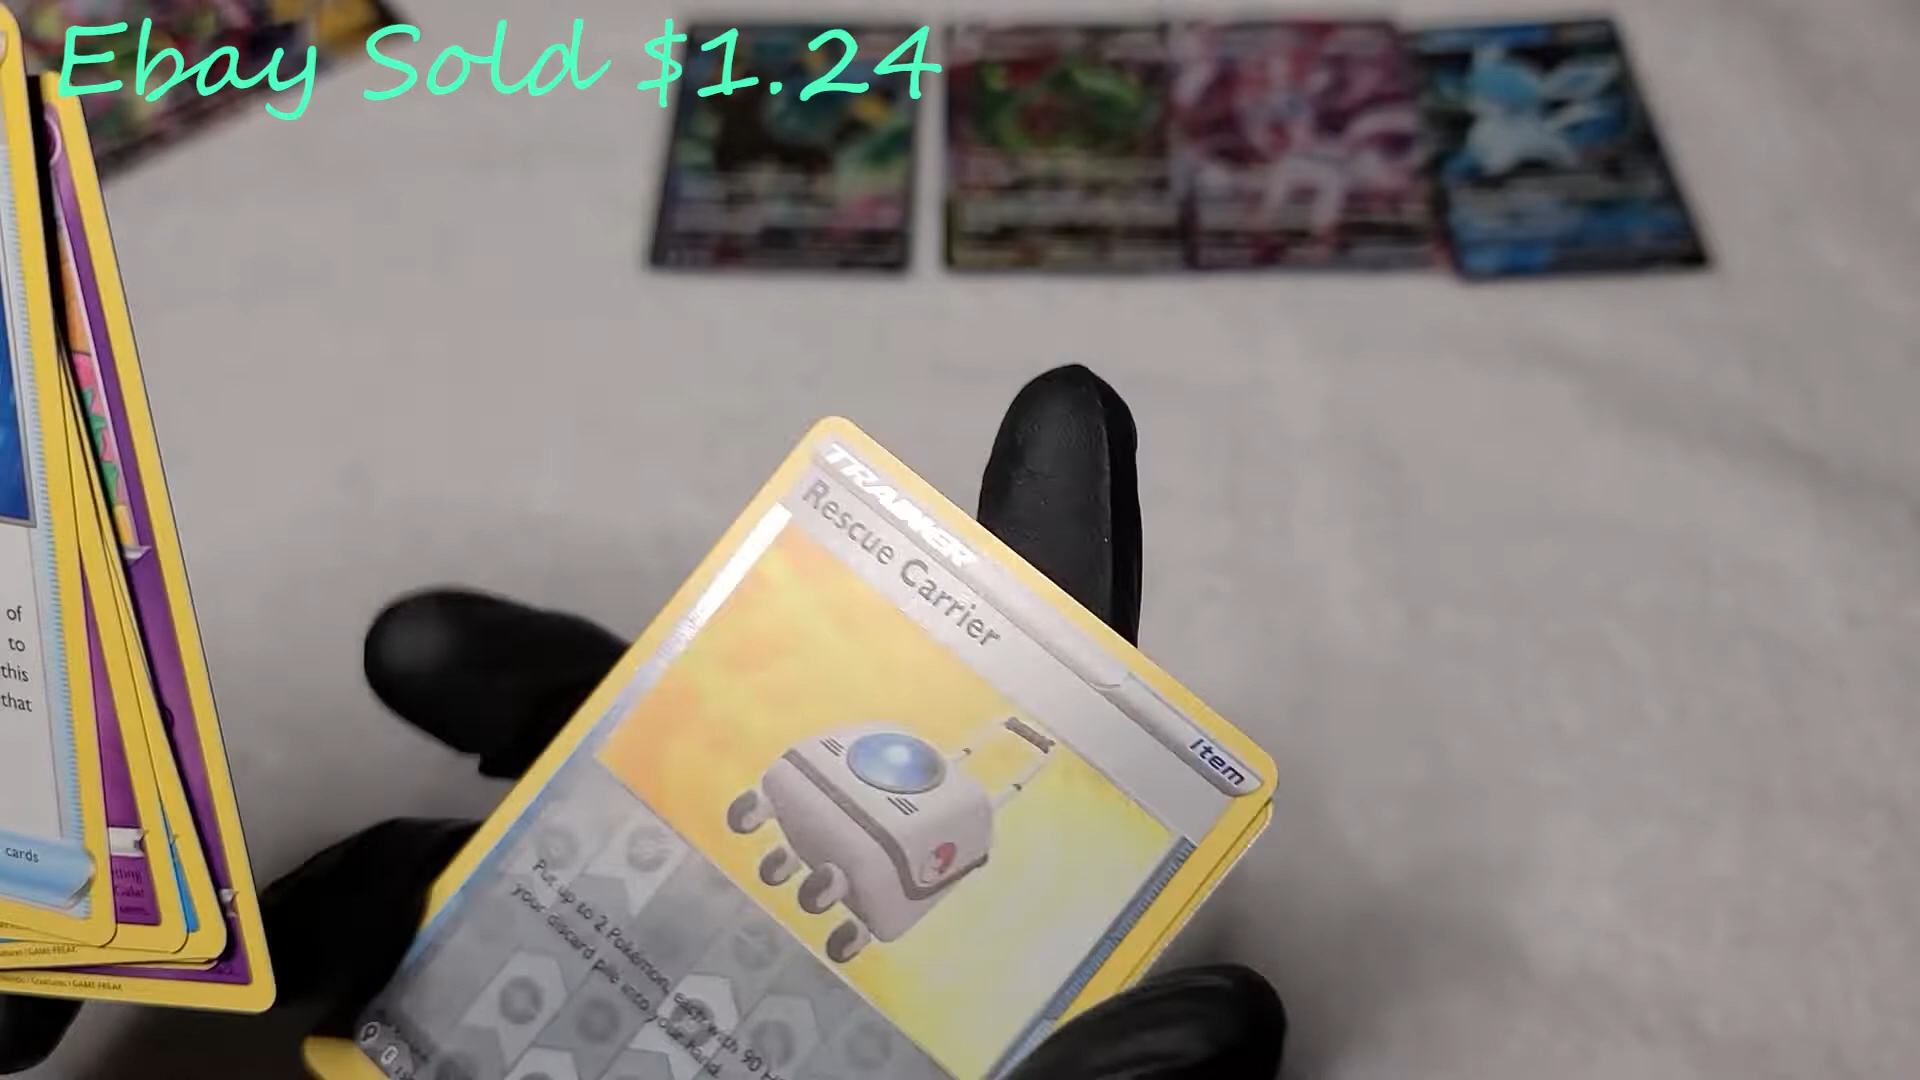 Ebay Sold $1.24
of
to
this
that
cards
TRAINER
Rescue Carrier
Item
Put up to 2 Pokémon, each with 90 H
your discard pile into your hand.